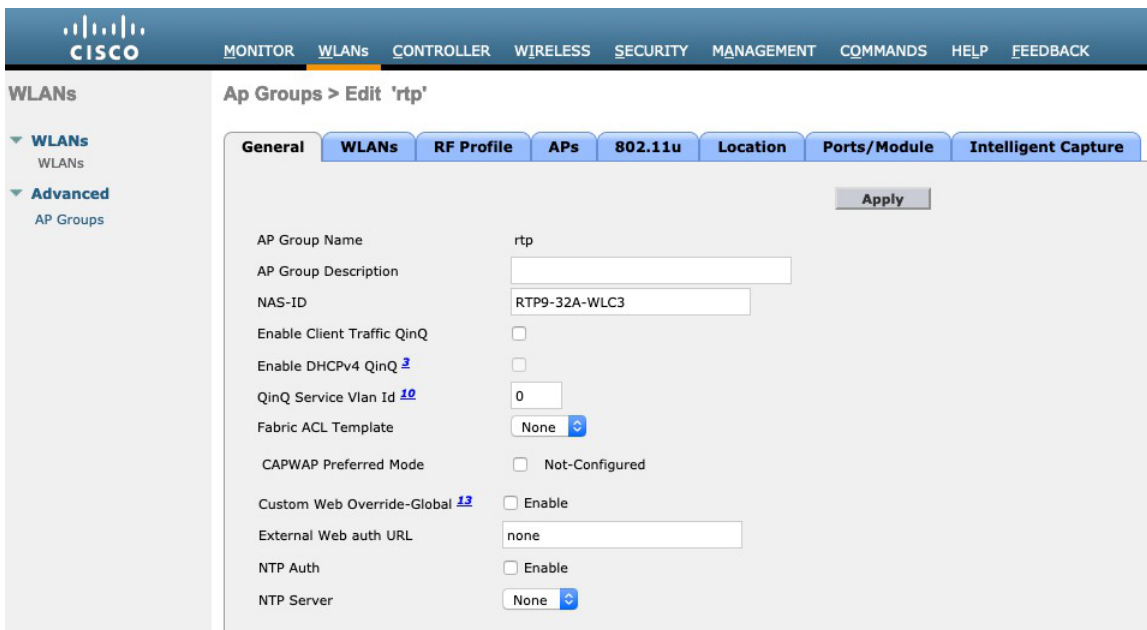 CISCO
MONITOR WLANs CONTROLLER WIRELESS SECURITY MANAGEMENT COMMANDS HELP FEEDBACK
WLANs
WLANs
WLANs
Advanced
AP Groups
Ap Groups > Edit 'rtp'
General WLANs RF Profile APs 802.11u Location Ports/Module Intelligent Capture
Apply
AP Group Name rtp
AP Group Description
NAS-ID RTP9-32A-WLC3
Enable Client Traffic QinQ
Enable DHCPv4 QinQ 3
QinQ Service Vlan Id 10 0
Fabric ACL Template None
CAPWAP Preferred Mode Not-Configured
Custom Web Override-Global 13 Enable
External Web auth URL none
NTP Auth Enable
NTP Server None